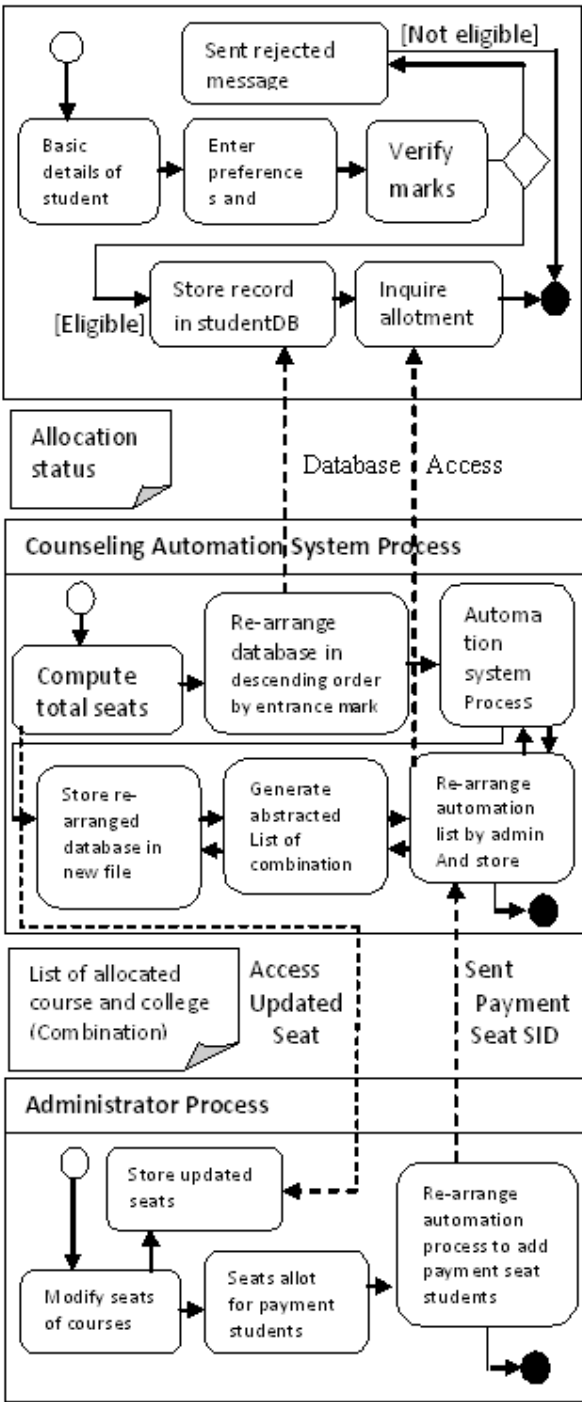 Sent rejected
message
[Not eligible]
Basic
details of
student
Enter
preference
s and
Verify
marks
[Eligible]
Store record
in studentDB
Inquire
allotment
Allocation
status
Database
Access
Counseling Automation System Process
Compute
total seats
Re-arrange
database in
descending order
by entrance mark
Automa
tion
system
Process
Store re-
arranged
database in
new file
Generate
abstracted
List of
combination
Re-arrange
automation
list by admin
And store
List of allocated
course and college
(Combination)
Access
Updated
Seat
Sent
Payment
Seat SID
Administrator Process
Store updated
seats
Modify seats
of courses
Seats allot
for payment
students
Re-arrange
automation
process to add
payment seat
students